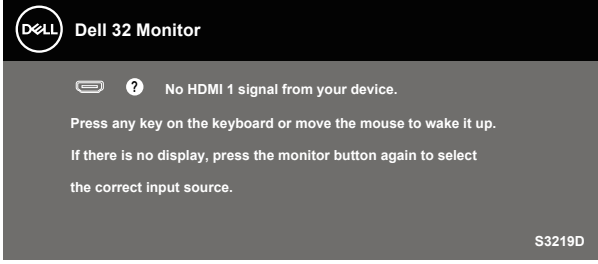 DELL Dell 32 Monitor
? No HDMI 1 signal from your device.
Press any key on the keyboard or move the mouse to wake it up.
If there is no display, press the monitor button again to select
the correct input source.
S3219D